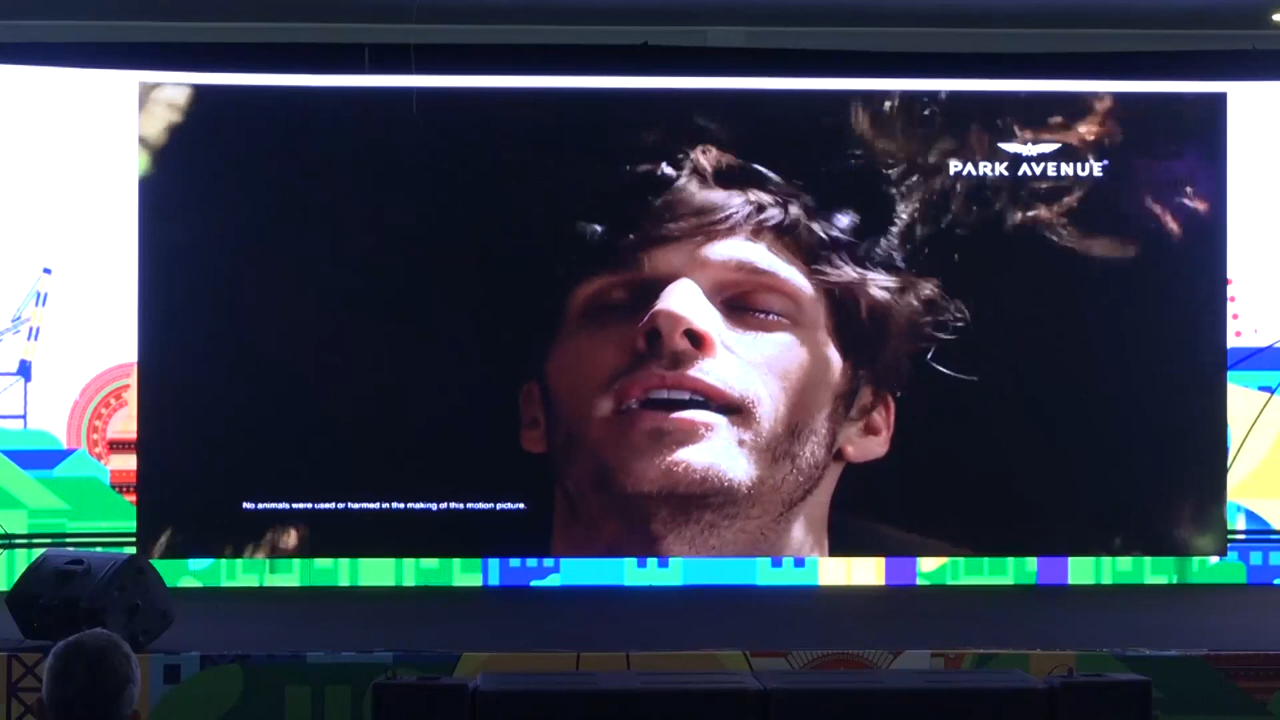 PARK AVENUE
No animals were used or harmed in the making of this motion picture.